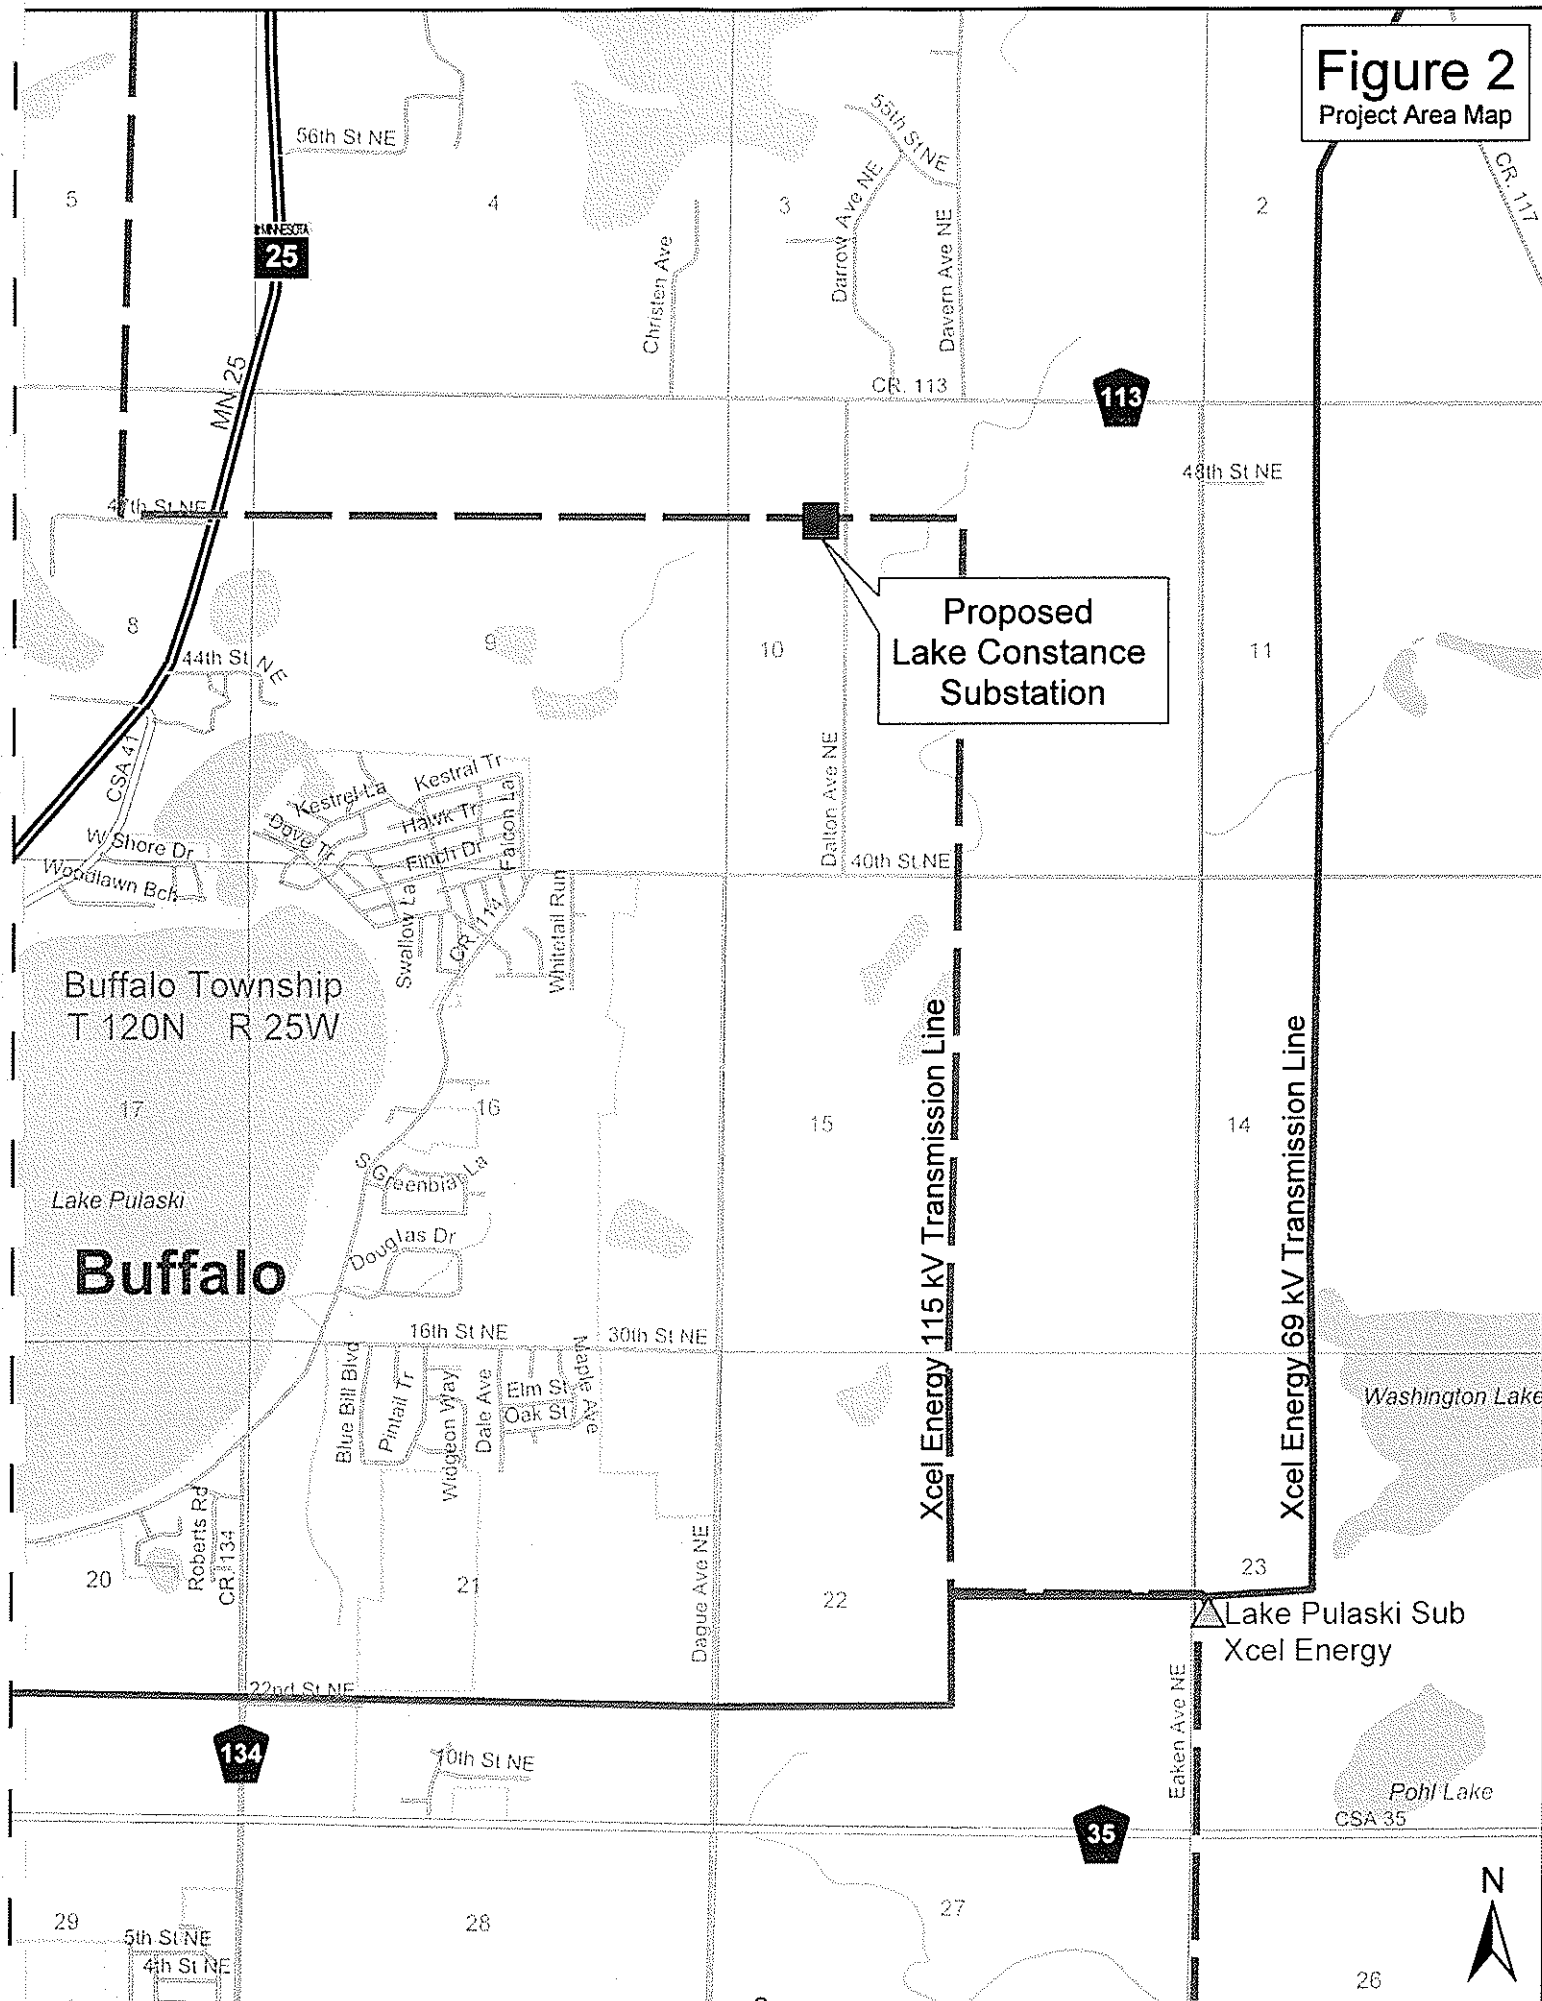 Figure 2
Project Area Map
CR. 117
55th St NE
56th St NE
5
4
3
2
MINNESOTA
25
Christen Ave
Darrow Ave NE
Davern Ave NE
MN 25
CR. 113
113
48th St NE
47th St NE
Proposed
Lake Constance
Substation
8
9
10
11
44th St NE
CSA 41
Kestrel La
Kestral Tr
Dove Tr
Hawk Tr
Finch Dr
Falcon La
Dalton Ave NE
40th St NE
W Shore Dr
Woodlawn Bch
Swallow La
CR. 114
Whitetail Run
Buffalo Township
T 120N R 25W
17
16
15
14
Xcel Energy 115 kV Transmission Line
Xcel Energy 69 kV Transmission Line
S Greenbiar La
Lake Pulaski
Douglas Dr
Buffalo
16th St NE
30th St NE
Blue Bill Blvd
Pintail Tr
Widgeon Way
Dale Ave
Elm St
Oak St
Maple Ave
Washington Lake
Roberts Rd
CR. 134
Dague Ave NE
20
21
22
23
Lake Pulaski Sub
Xcel Energy
22nd St NE
Eaken Ave NE
134
10th St NE
Pohl Lake
CSA 35
35
N
29
28
27
26
5th St NE
4th St NE